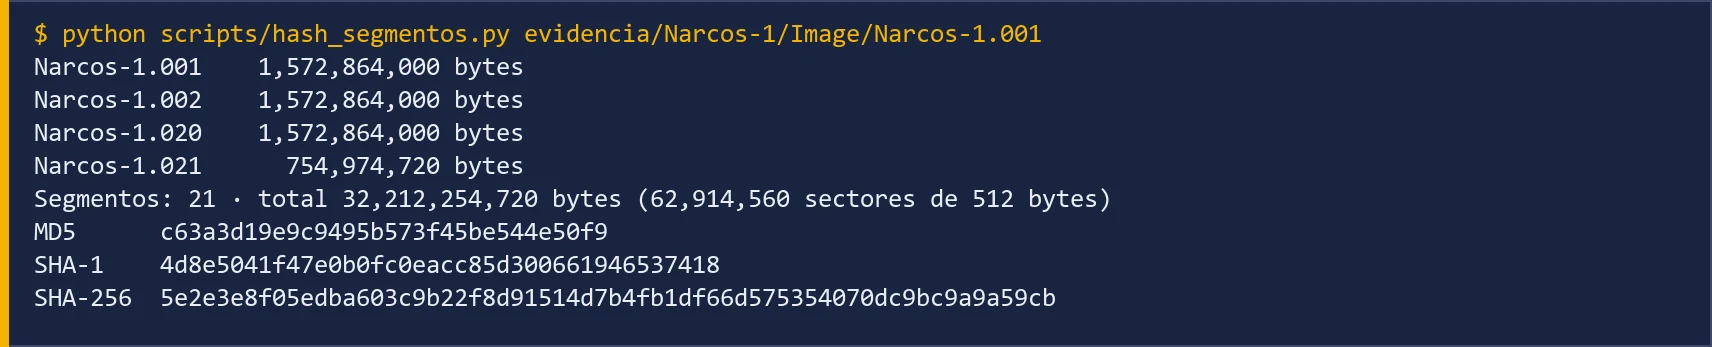 $ python scripts/hash_segmentos.py evidencia/Narcos-1/Image/Narcos-1.001
Narcos-1.001    1,572,864,000 bytes
Narcos-1.002    1,572,864,000 bytes
Narcos-1.020    1,572,864,000 bytes
Narcos-1.021      754,974,720 bytes
Segmentos: 21 · total 32,212,254,720 bytes (62,914,560 sectores de 512 bytes)
MD5      c63a3d19e9c9495b573f45be544e50f9
SHA-1    4d8e5041f47e0b0fc0eacc85d300661946537418
SHA-256  5e2e3e8f05edba603c9b22f8d91514d7b4fb1df66d575354070dc9bc9a9a59cb